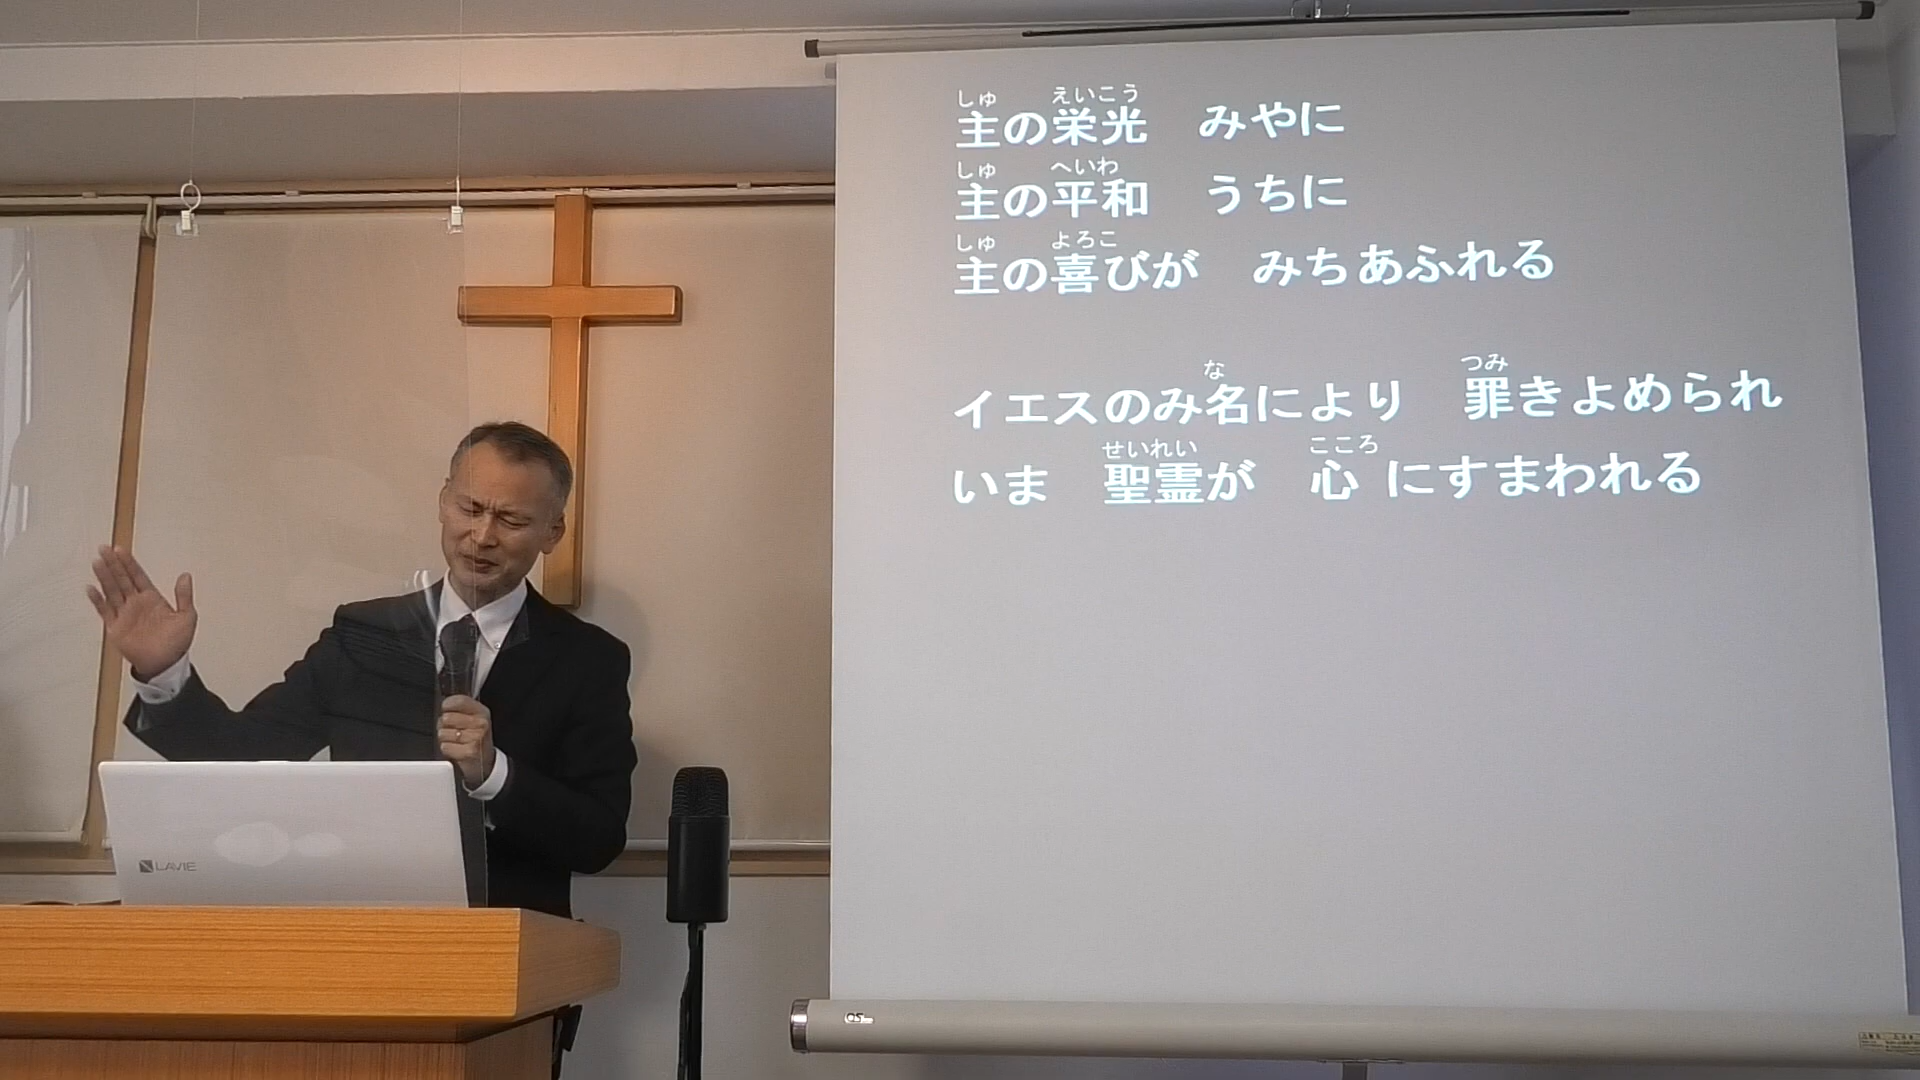 しゅ えいこう
主の栄光 みやに
しゅ へいわ
主の平和 うちに
しゅ よろこ
主の喜びが みちあふれる
な つみ
イエスのみ名により 罪きよめられ
せいれい こころ
いま 聖霊が 心にすまわれる
LAVIE
OS